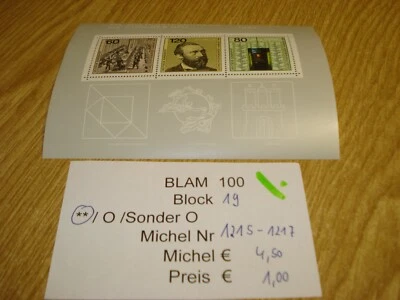 60 120 80
BLAM 100
Block 19
**/ O /Sonder O
Michel Nr 1215-1217
Michel € 4,50
Preis € 1,00